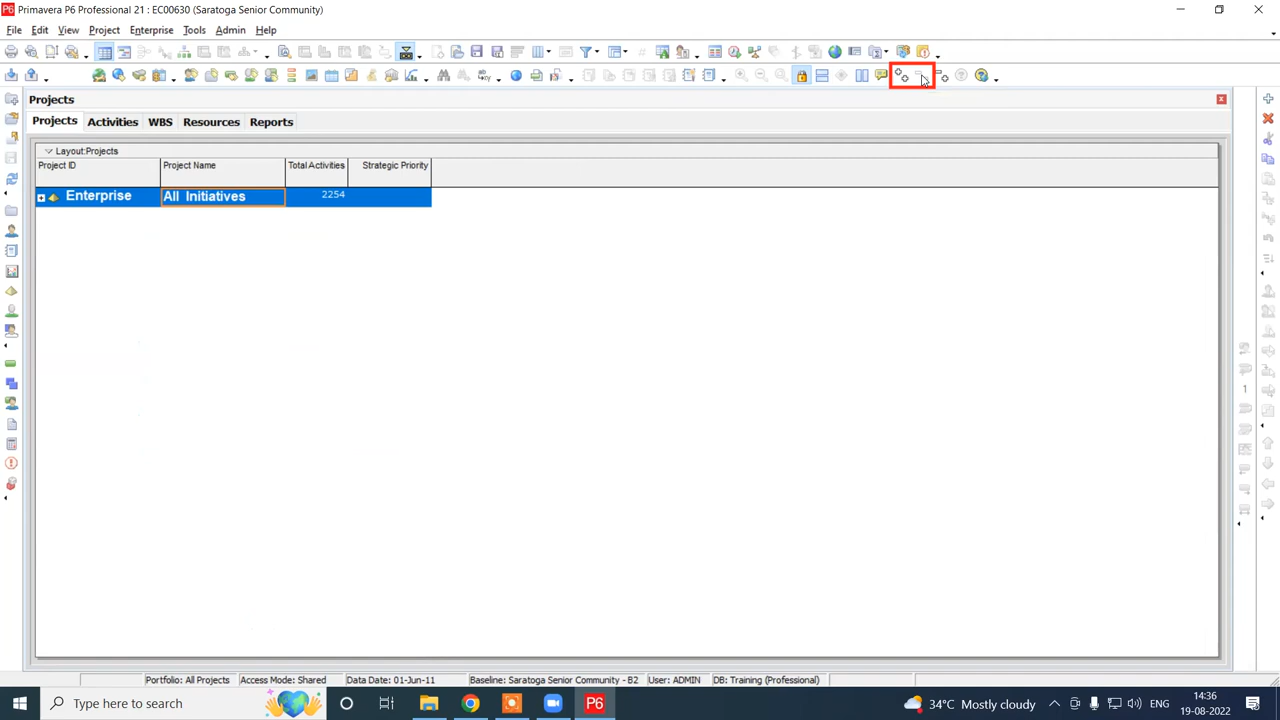 P6 Primavera P6 Professional 21 : EC00630 (Saratoga Senior Community)
File Edit View Project Enterprise Tools Admin Help
Projects
Projects Activities WBS Resources Reports
Layout:Projects
Project ID Project Name Total Activities Strategic Priority
Enterprise All Initiatives 2254
1
Portfolio: All Projects Access Mode: Shared Data Date: 01-Jun-11 Baseline: Saratoga Senior Community - B2 User: ADMIN DB: Training (Professional)
Type here to search P6 34°C Mostly cloudy ENG 14:36
19-08-2022